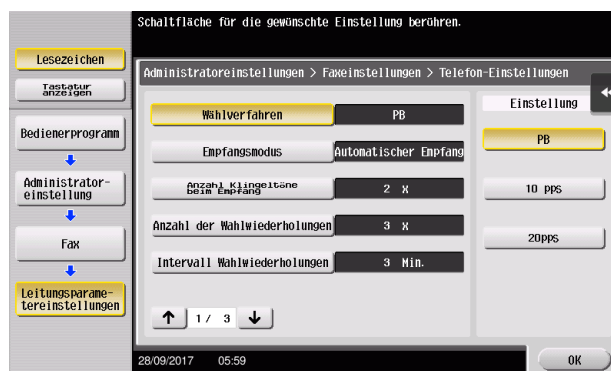 Schaltfläche für die gewünschte Einstellung berühren.
Lesezeichen
Tastatur
anzeigen
Bedienerprogramm
Administrator-
einstellung
Fax
Leitungsparame-
tereinstellungen
Administratoreinstellungen > Faxeinstellungen > Telefon-Einstellungen
Wählverfahren PB
Empfangsmodus Automatischer Empfang
Anzahl Klingeltöne
beim Empfang 2 X
Anzahl der Wahlwiederholungen 3 X
Intervall Wahlwiederholungen 3 Min.
↑ 1/ 3 ↓
Einstellung
PB
10 pps
20pps
28/09/2017 05:59
OK